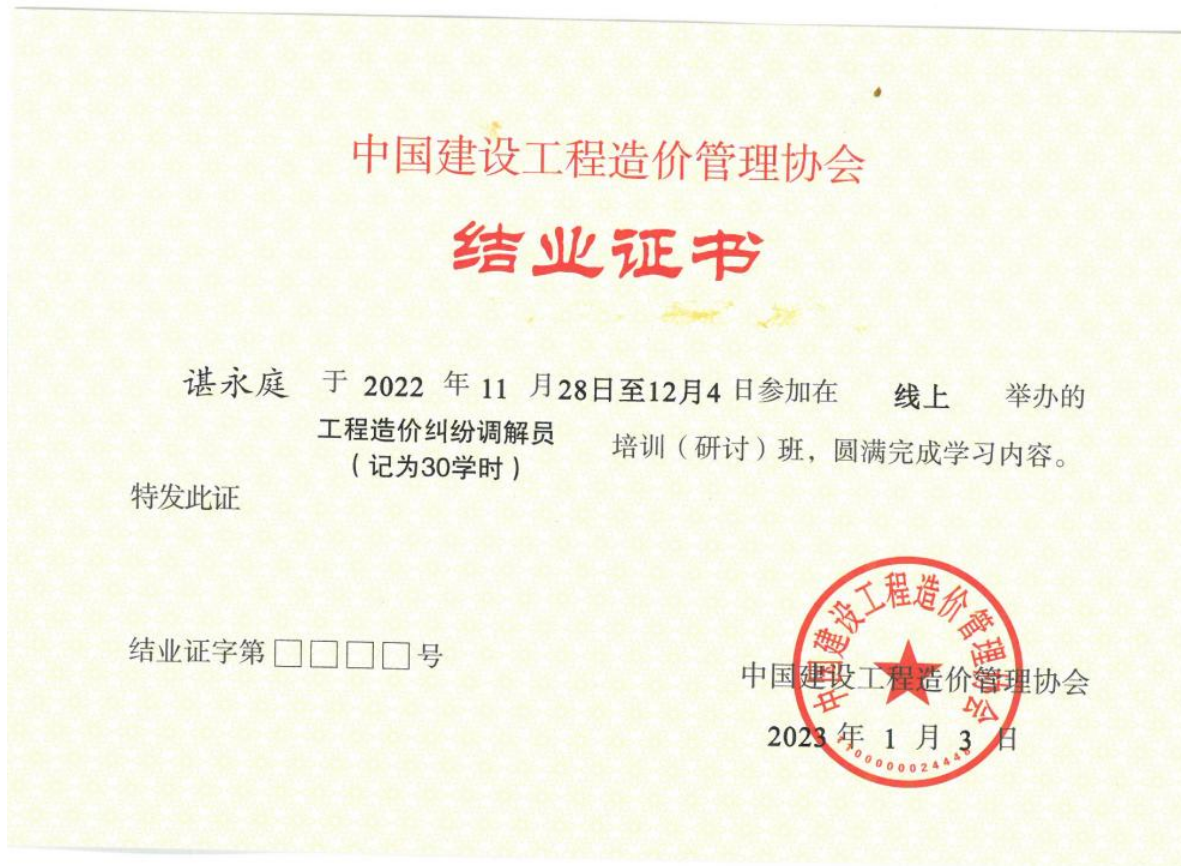 中国建设工程造价管理协会
结业证书
谌永庭 于 2022 年 11 月28日至12月4 日参加在 线上 举办的
工程造价纠纷调解员 培训（研讨）班，圆满完成学习内容。
（记为30学时）
特发此证
结业证字第□□□□号
中国建设工程造价管理协会
中国建设工程造价管理协会
2023 年 1 月 3 日